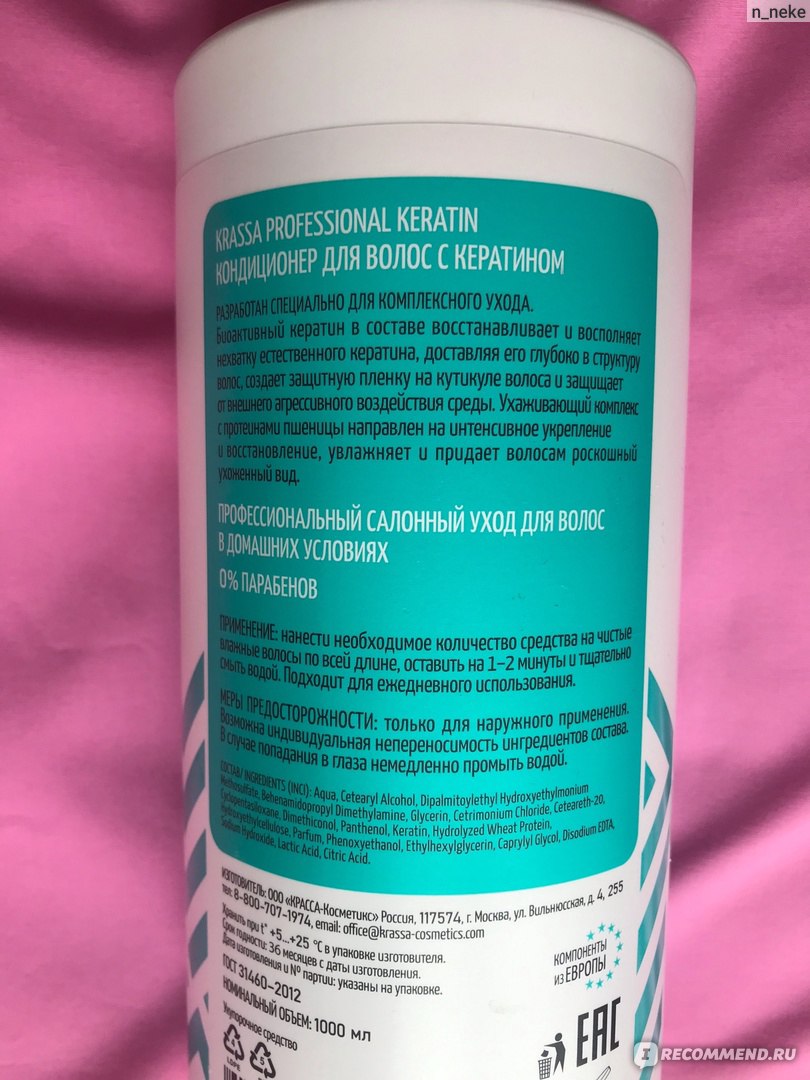 n_neke
KRASSA PROFESSIONAL KERATIN
КОНДИЦИОНЕР ДЛЯ ВОЛОС С КЕРАТИНОМ
РАЗРАБОТАН СПЕЦИАЛЬНО ДЛЯ КОМПЛЕКСНОГО УХОДА.
Биоактивный кератин в составе восстанавливает и восполняет
нехватку естественного кератина, доставляя его глубоко в структуру
волос, создает защитную пленку на кутикуле волоса и защищает
от внешнего агрессивного воздействия среды. Ухаживающий комплекс
с протеинами пшеницы направлен на интенсивное укрепление
и восстановление, увлажняет и придает волосам роскошный
ухоженный вид.
ПРОФЕССИОНАЛЬНЫЙ САЛОННЫЙ УХОД ДЛЯ ВОЛОС
В ДОМАШНИХ УСЛОВИЯХ
0% ПАРАБЕНОВ
ПРИМЕНЕНИЕ: нанести необходимое количество средства на чистые
влажные волосы по всей длине, оставить на 1–2 минуты и тщательно
смыть водой. Подходит для ежедневного использования.
МЕРЫ ПРЕДОСТОРОЖНОСТИ: только для наружного применения.
Возможна индивидуальная непереносимость ингредиентов состава.
В случае попадания в глаза немедленно промыть водой.
СОСТАВ/ INGREDIENTS (INCI): Aqua, Cetearyl Alcohol, Dipalmitoylethyl Hydroxyethylmonium
Methosulfate, Behenamidopropyl Dimethylamine, Glycerin, Cetrimonium Chloride, Ceteareth-20,
Cyclopentasiloxane, Dimethiconol, Panthenol, Keratin, Hydrolyzed Wheat Protein,
Hydroxyethylcellulose, Parfum, Phenoxyethanol, Ethylhexylglycerin, Caprylyl Glycol, Disodium EDTA,
Sodium Hydroxide, Lactic Acid, Citric Acid.
ИЗГОТОВИТЕЛЬ: ООО «КРАССА-Косметикс» Россия, 117574, г. Москва, ул. Вильнюсская, д. 4, 255
тел: 8-800-707-1974, email: office@krassa-cosmetics.com
Хранить при t° +5...+25 °C в упаковке изготовителя.
Срок годности: 36 месяцев с даты изготовления.
Дата изготовления и № партии: указаны на упаковке.
ГОСТ 31460–2012
НОМИНАЛЬНЫЙ ОБЪЕМ: 1000 мл
Укупорочное средство
КОМПОНЕНТЫ
из ЕВРОПЫ
4
5
LDPE
EAC
IRECOMMEND.RU